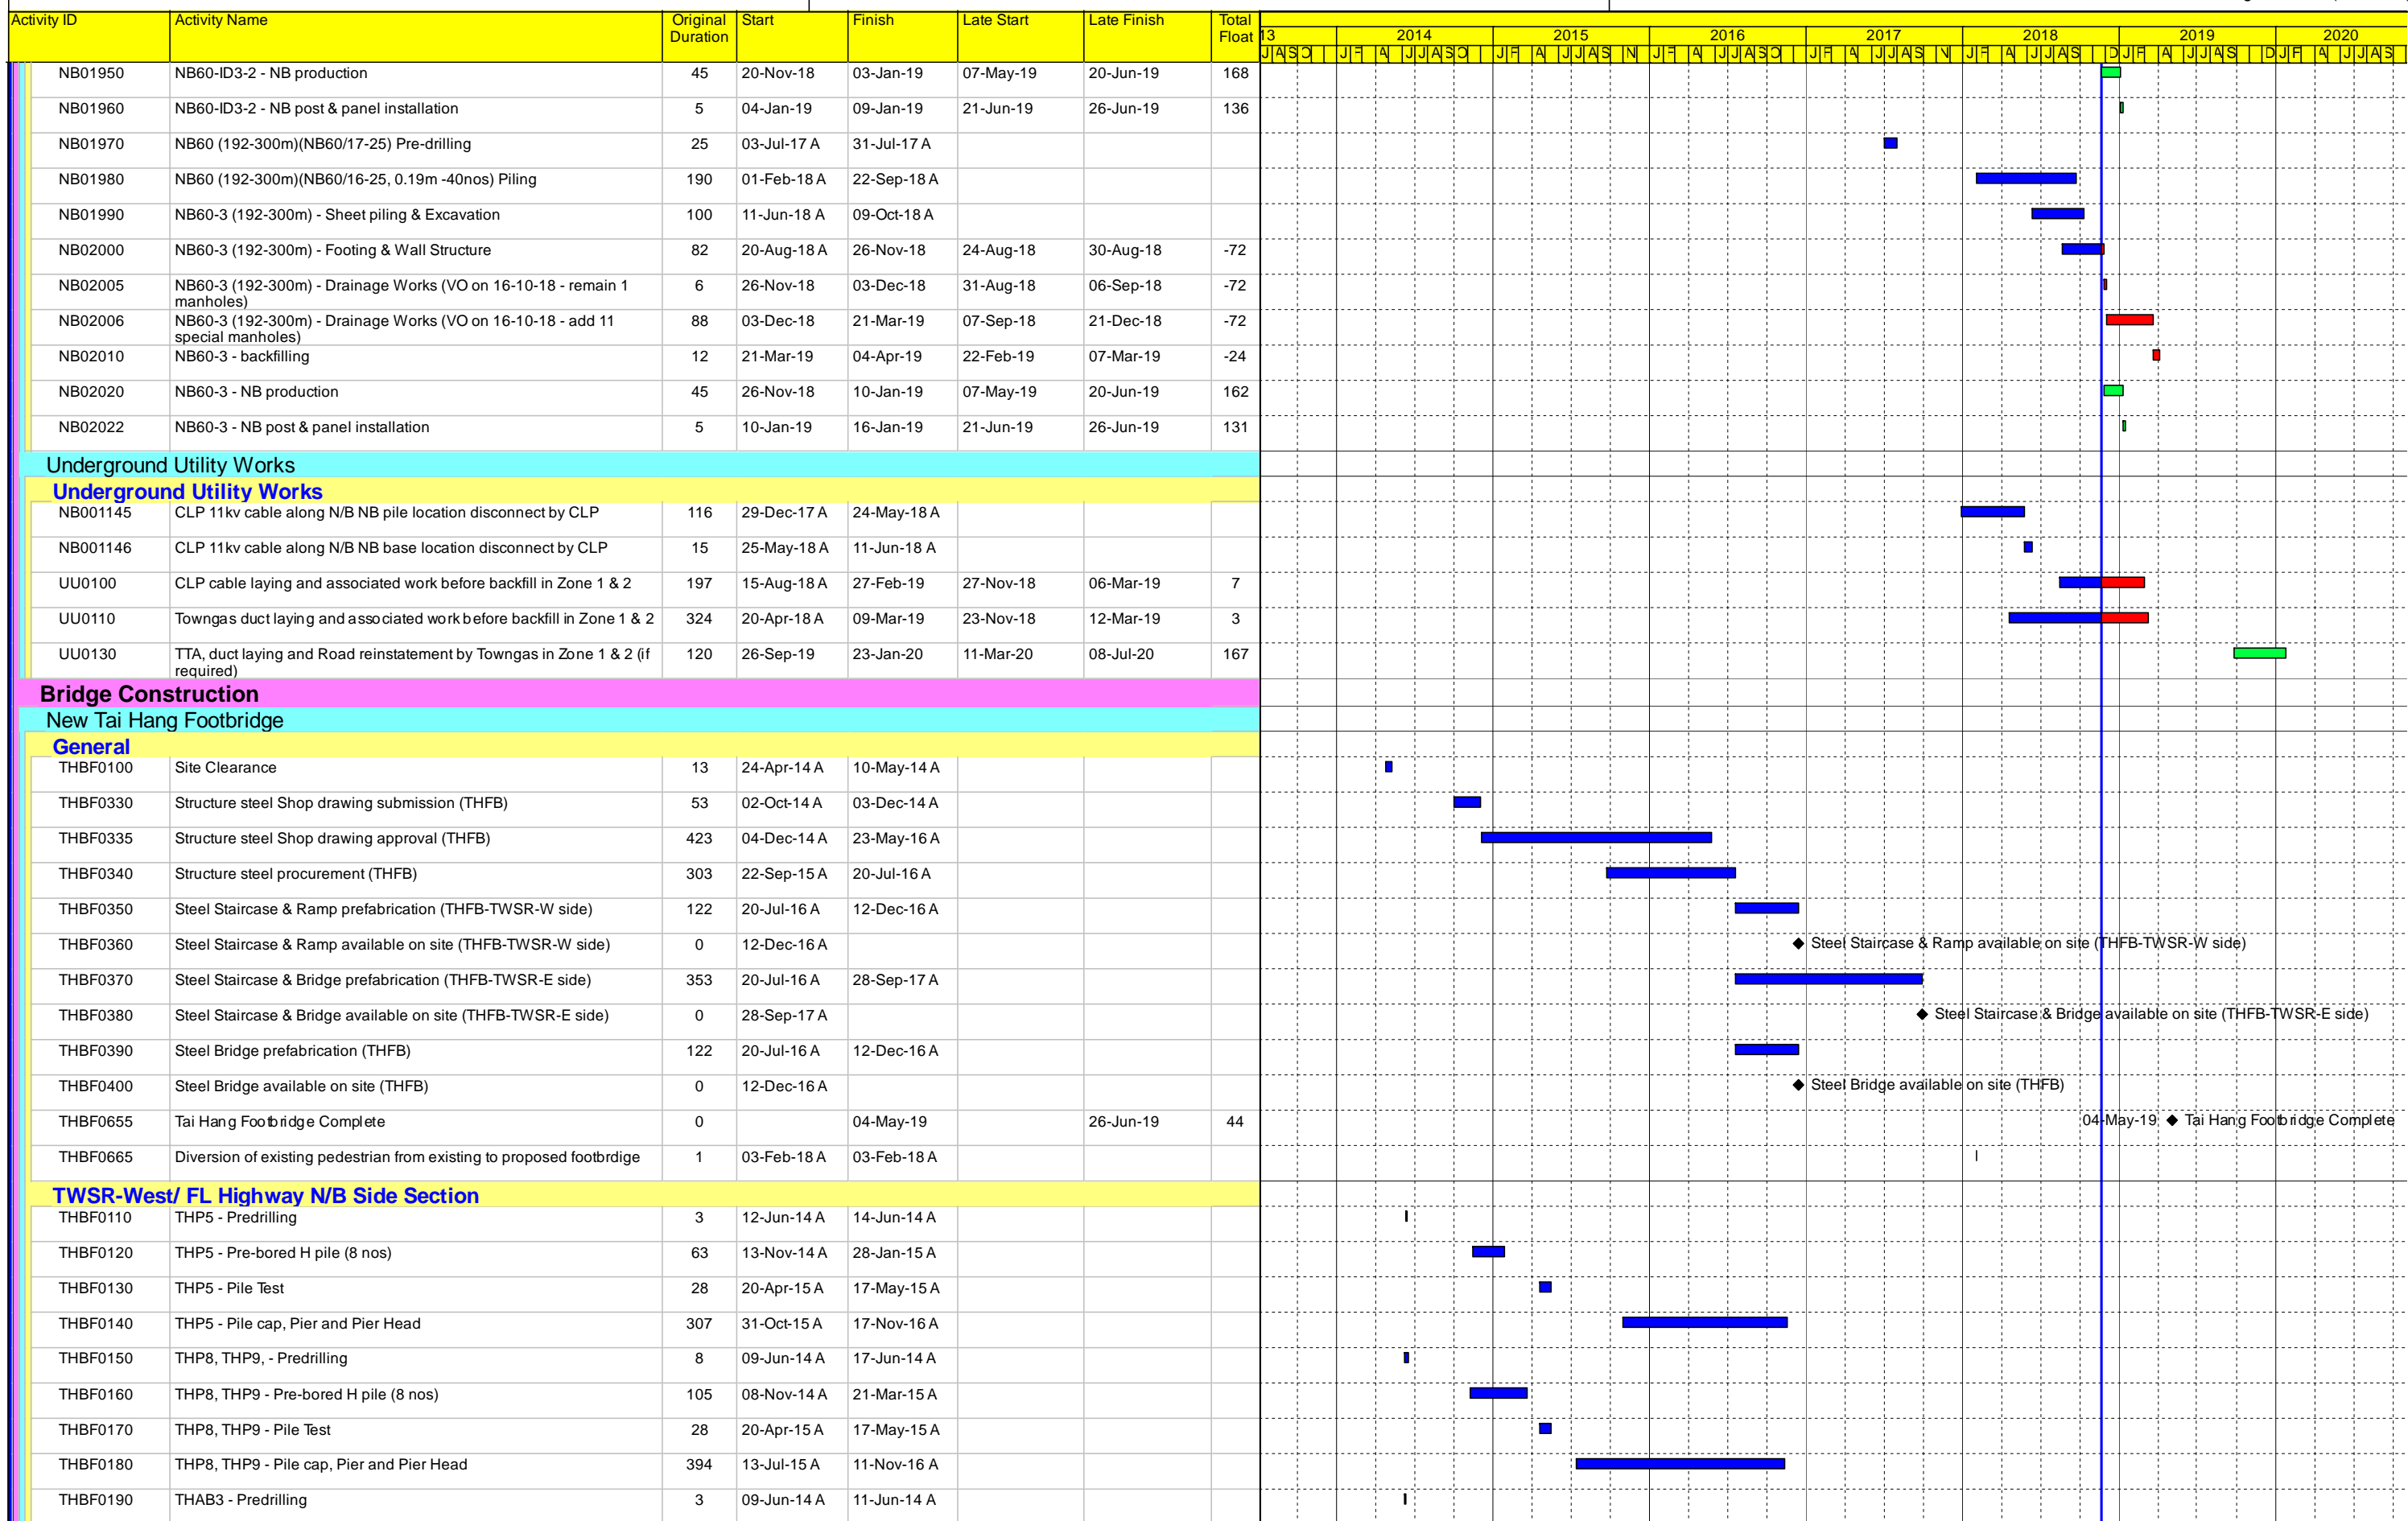 Activity ID Activity Name Original Duration Start Finish Late Start Late Finish Total Float
13 2014 2015 2016 2017 2018 2019 2020
NB01950 NB60-ID3-2 - NB production 45 20-Nov-18 03-Jan-19 07-May-19 20-Jun-19 168
NB01960 NB60-ID3-2 - NB post & panel installation 5 04-Jan-19 09-Jan-19 21-Jun-19 26-Jun-19 136
NB01970 NB60 (192-300m)(NB60/17-25) Pre-drilling 25 03-Jul-17 A 31-Jul-17 A
NB01980 NB60 (192-300m)(NB60/16-25, 0.19m -40nos) Piling 190 01-Feb-18 A 22-Sep-18 A
NB01990 NB60-3 (192-300m) - Sheet piling & Excavation 100 11-Jun-18 A 09-Oct-18 A
NB02000 NB60-3 (192-300m) - Footing & Wall Structure 82 20-Aug-18 A 26-Nov-18 24-Aug-18 30-Aug-18 -72
NB02005 NB60-3 (192-300m) - Drainage Works (VO on 16-10-18 - remain 1 manholes) 6 26-Nov-18 03-Dec-18 31-Aug-18 06-Sep-18 -72
NB02006 NB60-3 (192-300m) - Drainage Works (VO on 16-10-18 - add 11 special manholes) 88 03-Dec-18 21-Mar-19 07-Sep-18 21-Dec-18 -72
NB02010 NB60-3 - backfilling 12 21-Mar-19 04-Apr-19 22-Feb-19 07-Mar-19 -24
NB02020 NB60-3 - NB production 45 26-Nov-18 10-Jan-19 07-May-19 20-Jun-19 162
NB02022 NB60-3 - NB post & panel installation 5 10-Jan-19 16-Jan-19 21-Jun-19 26-Jun-19 131
Underground Utility Works
Underground Utility Works
NB001145 CLP 11kv cable along N/B NB pile location disconnect by CLP 116 29-Dec-17 A 24-May-18 A
NB001146 CLP 11kv cable along N/B NB base location disconnect by CLP 15 25-May-18 A 11-Jun-18 A
UU0100 CLP cable laying and associated work before backfill in Zone 1 & 2 197 15-Aug-18 A 27-Feb-19 27-Nov-18 06-Mar-19 7
UU0110 Towngas duct laying and associated work before backfill in Zone 1 & 2 324 20-Apr-18 A 09-Mar-19 23-Nov-18 12-Mar-19 3
UU0130 TTA, duct laying and Road reinstatement by Towngas in Zone 1 & 2 (if required) 120 26-Sep-19 23-Jan-20 11-Mar-20 08-Jul-20 167
Bridge Construction
New Tai Hang Footbridge
General
THBF0100 Site Clearance 13 24-Apr-14 A 10-May-14 A
THBF0330 Structure steel Shop drawing submission (THFB) 53 02-Oct-14 A 03-Dec-14 A
THBF0335 Structure steel Shop drawing approval (THFB) 423 04-Dec-14 A 23-May-16 A
THBF0340 Structure steel procurement (THFB) 303 22-Sep-15 A 20-Jul-16 A
THBF0350 Steel Staircase & Ramp prefabrication (THFB-TWSR-W side) 122 20-Jul-16 A 12-Dec-16 A
THBF0360 Steel Staircase & Ramp available on site (THFB-TWSR-W side) 0 12-Dec-16 A Steel Staircase & Ramp available on site (THFB-TWSR-W side)
THBF0370 Steel Staircase & Bridge prefabrication (THFB-TWSR-E side) 353 20-Jul-16 A 28-Sep-17 A
THBF0380 Steel Staircase & Bridge available on site (THFB-TWSR-E side) 0 28-Sep-17 A Steel Staircase & Bridge available on site (THFB-TWSR-E side)
THBF0390 Steel Bridge prefabrication (THFB) 122 20-Jul-16 A 12-Dec-16 A
THBF0400 Steel Bridge available on site (THFB) 0 12-Dec-16 A Steel Bridge available on site (THFB)
THBF0655 Tai Hang Footbridge Complete 0 04-May-19 26-Jun-19 44 04-May-19 Tai Hang Footbridge Complete
THBF0665 Diversion of existing pedestrian from existing to proposed footbrdige 1 03-Feb-18 A 03-Feb-18 A
TWSR-West/ FL Highway N/B Side Section
THBF0110 THP5 - Predrilling 3 12-Jun-14 A 14-Jun-14 A
THBF0120 THP5 - Pre-bored H pile (8 nos) 63 13-Nov-14 A 28-Jan-15 A
THBF0130 THP5 - Pile Test 28 20-Apr-15 A 17-May-15 A
THBF0140 THP5 - Pile cap, Pier and Pier Head 307 31-Oct-15 A 17-Nov-16 A
THBF0150 THP8, THP9, - Predrilling 8 09-Jun-14 A 17-Jun-14 A
THBF0160 THP8, THP9 - Pre-bored H pile (8 nos) 105 08-Nov-14 A 21-Mar-15 A
THBF0170 THP8, THP9 - Pile Test 28 20-Apr-15 A 17-May-15 A
THBF0180 THP8, THP9 - Pile cap, Pier and Pier Head 394 13-Jul-15 A 11-Nov-16 A
THBF0190 THAB3 - Predrilling 3 09-Jun-14 A 11-Jun-14 A